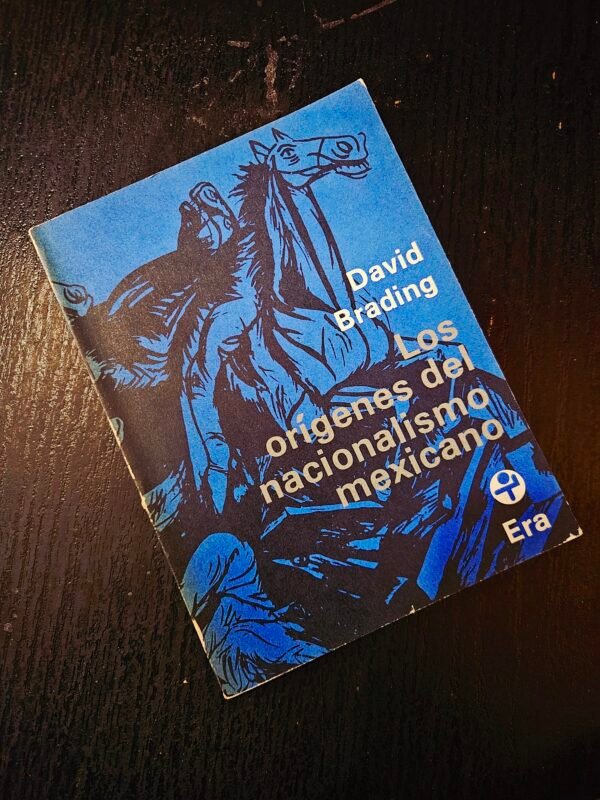 David
Brading
Los
orígenes del
nacionalismo
mexicano
Era